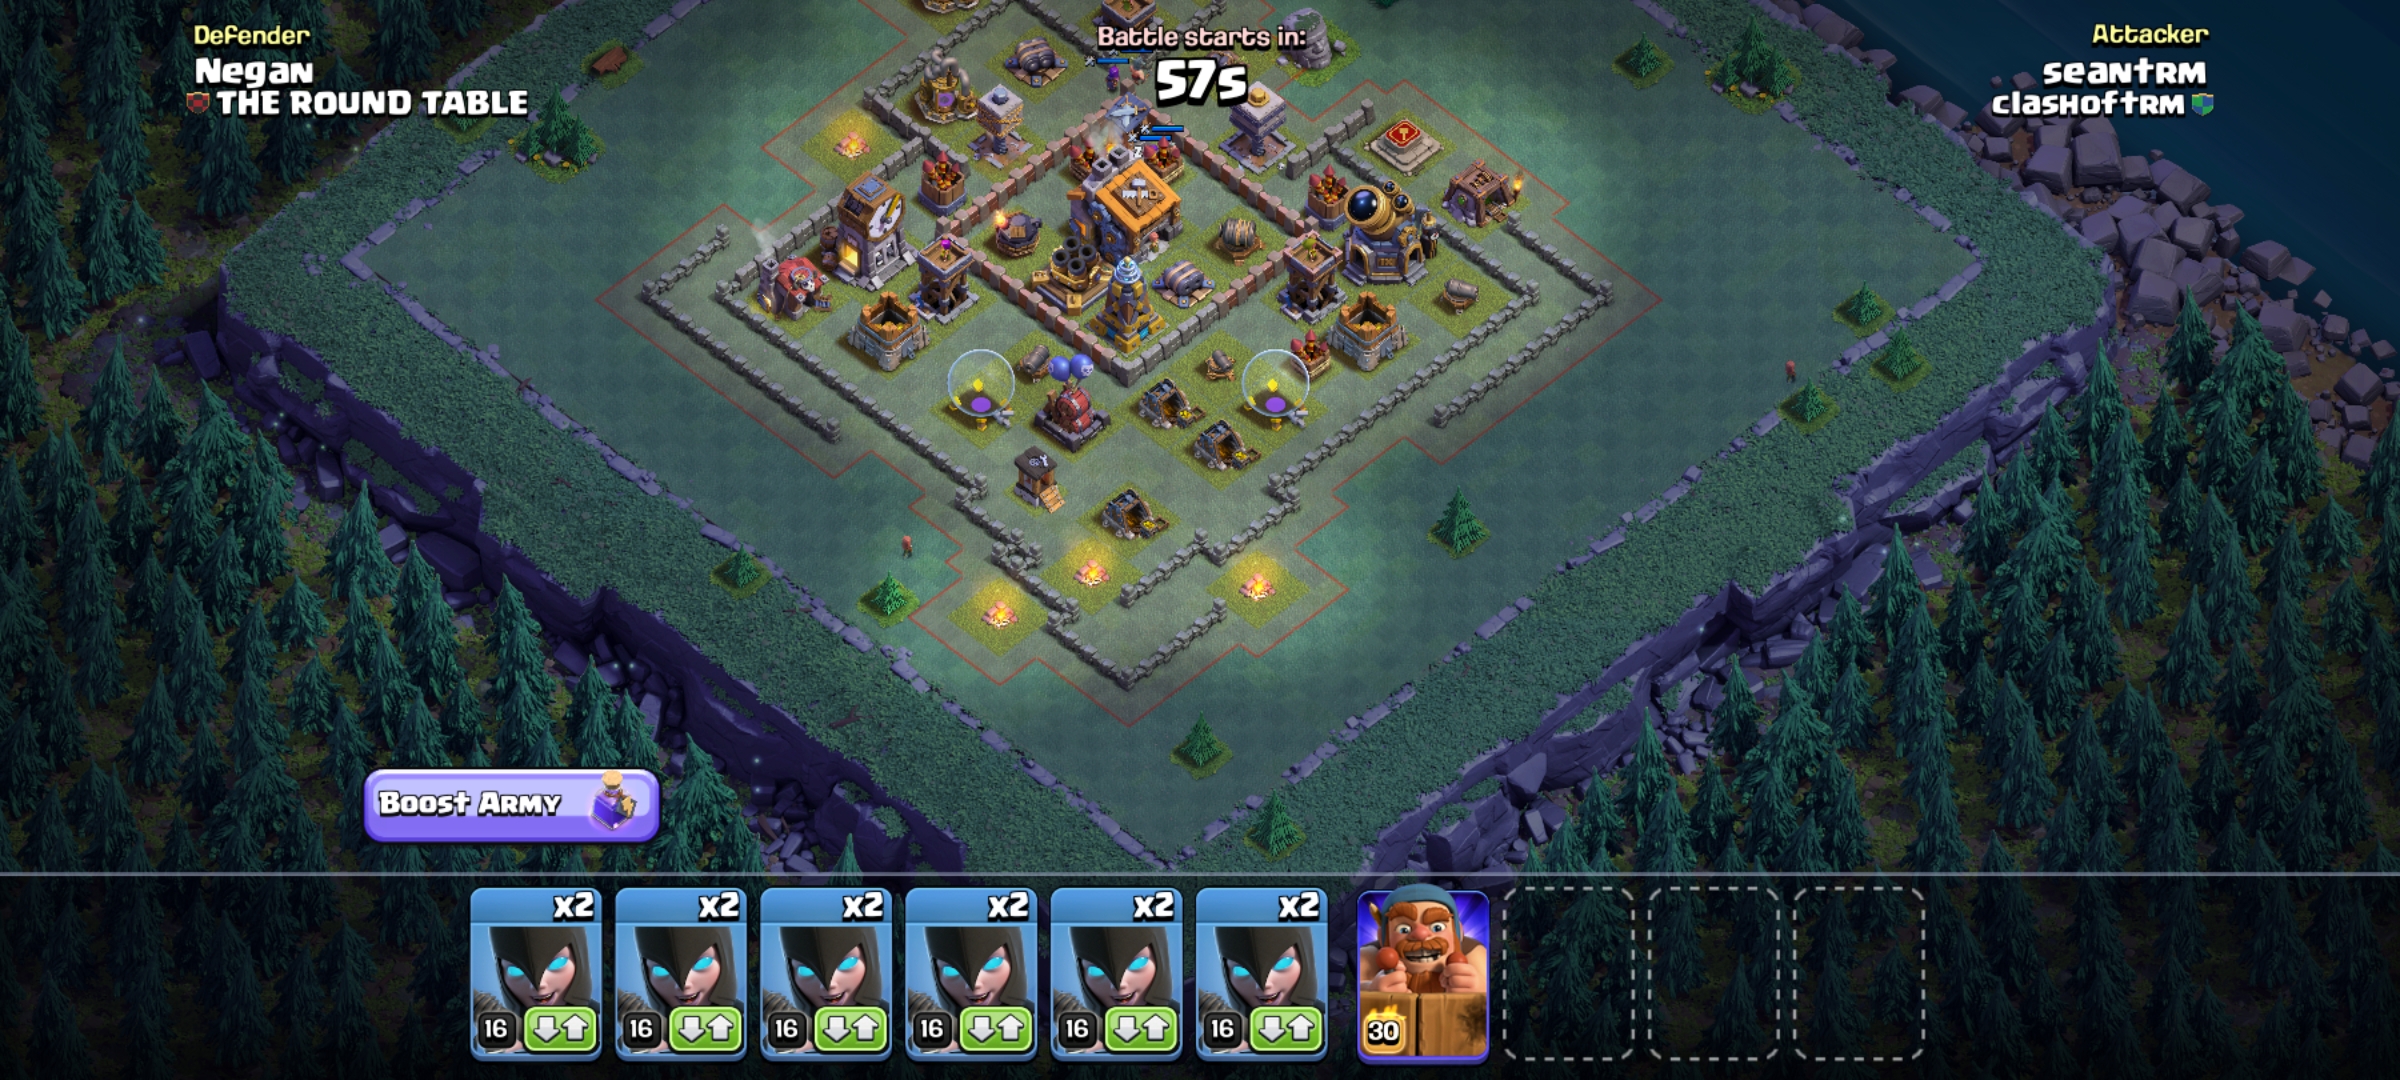 Defender
Negan
THE ROUND TABLE
Battle starts in:
57s
Attacker
seantRM
clashoftRM
Boost Army
x2
x2
x2
x2
x2
x2
16
16
16
16
16
16
30